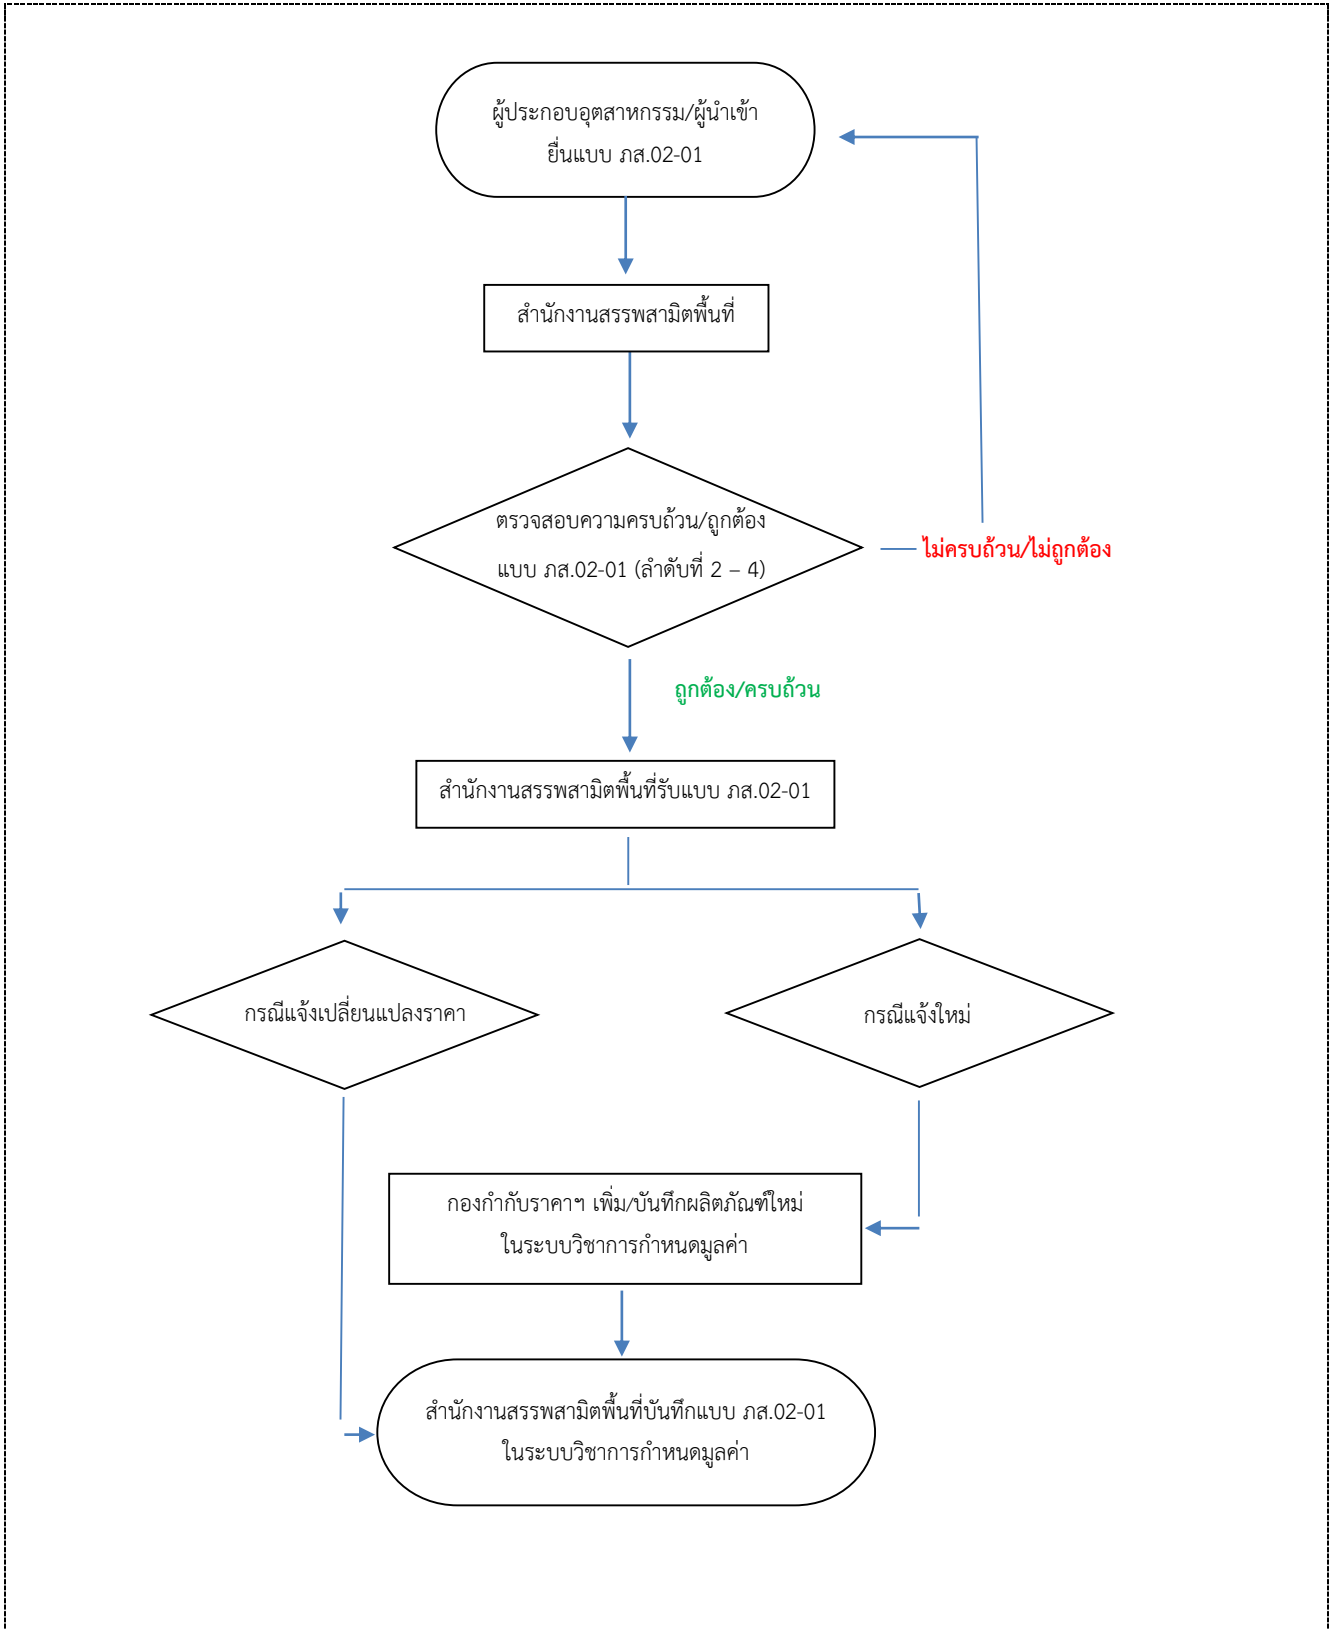 ผู้ประกอบอุตสาหกรรม/ผู้นำเข้า
ยื่นแบบ ภส.02-01
สำนักงานสรรพสามิตพื้นที่
ตรวจสอบความครบถ้วน/ถูกต้อง
แบบ ภส.02-01 (ลำดับที่ 2 – 4)
ไม่ครบถ้วน/ไม่ถูกต้อง
ถูกต้อง/ครบถ้วน
สำนักงานสรรพสามิตพื้นที่รับแบบ ภส.02-01
กรณีแจ้งเปลี่ยนแปลงราคา
กรณีแจ้งใหม่
กองกำกับราคาฯ เพิ่ม/บันทึกผลิตภัณฑ์ใหม่
ในระบบวิชาการกำหนดมูลค่า
สำนักงานสรรพสามิตพื้นที่บันทึกแบบ ภส.02-01
ในระบบวิชาการกำหนดมูลค่า